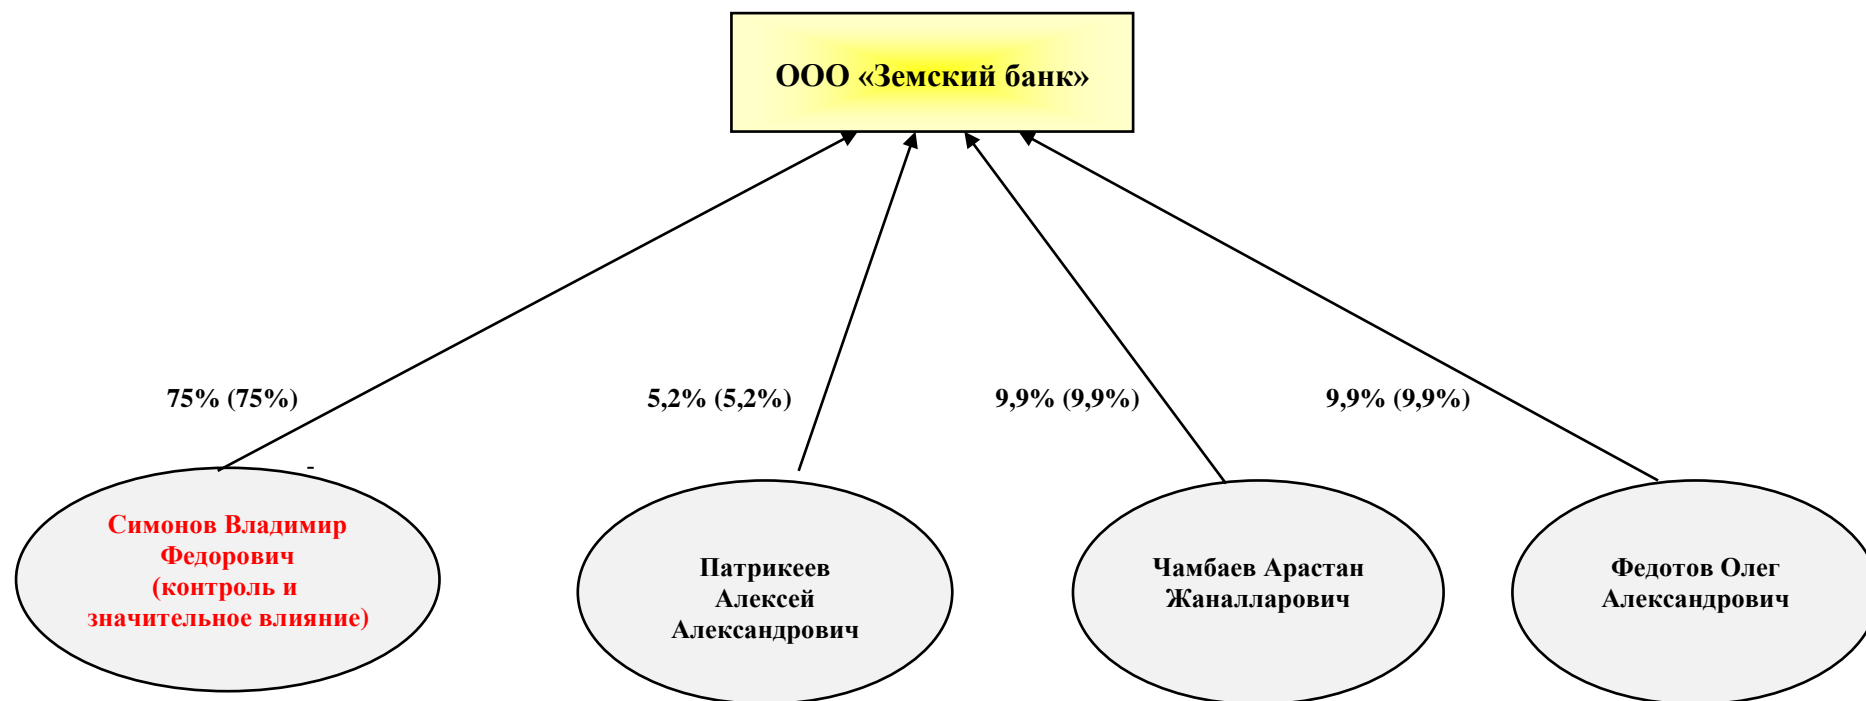 ООО «Земский банк»
75% (75%)
5,2% (5,2%)
9,9% (9,9%)
9,9% (9,9%)
-
Симонов Владимир
Федорович
(контроль и
значительное влияние)
Патрикеев
Алексей
Александрович
Чамбаев Арастан
Жаналларович
Федотов Олег
Александрович